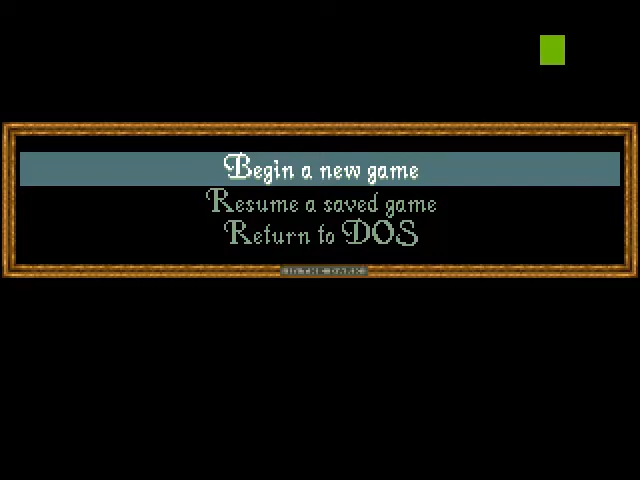 Begin a new game
Resume a saved game
Return to DOS
IN THE DARK